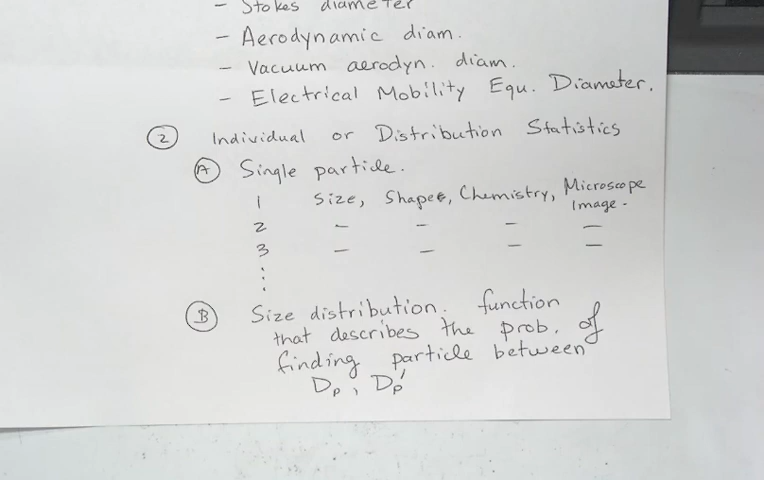 - Stokes diameter
- Aerodynamic diam.
- Vacuum aerodyn. diam.
- Electrical Mobility Equ. Diameter.
② Individual or Distribution Statistics
Ⓐ Single particle.
1 Size, Shape, Chemistry, Microscope Image.
2 - - - -
3 - - - -
⋮
Ⓑ Size distribution. function
that describes the prob. of
finding particle between
Dp, Dp'